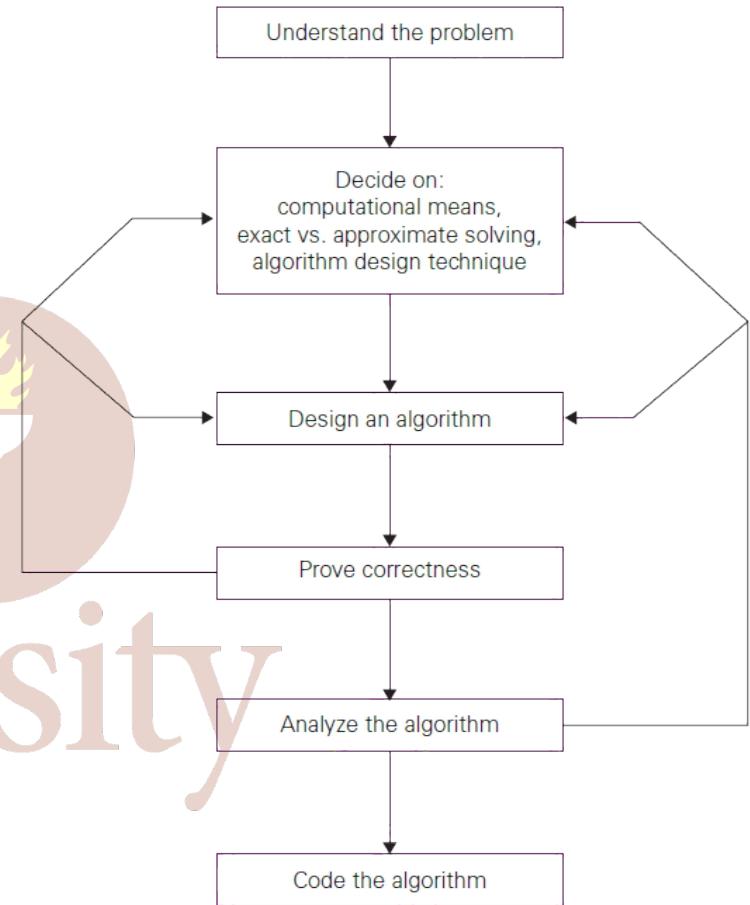 Understand the problem
Decide on:
computational means,
exact vs. approximate solving,
algorithm design technique
Design an algorithm
Prove correctness
sity
Analyze the algorithm
Code the algorithm